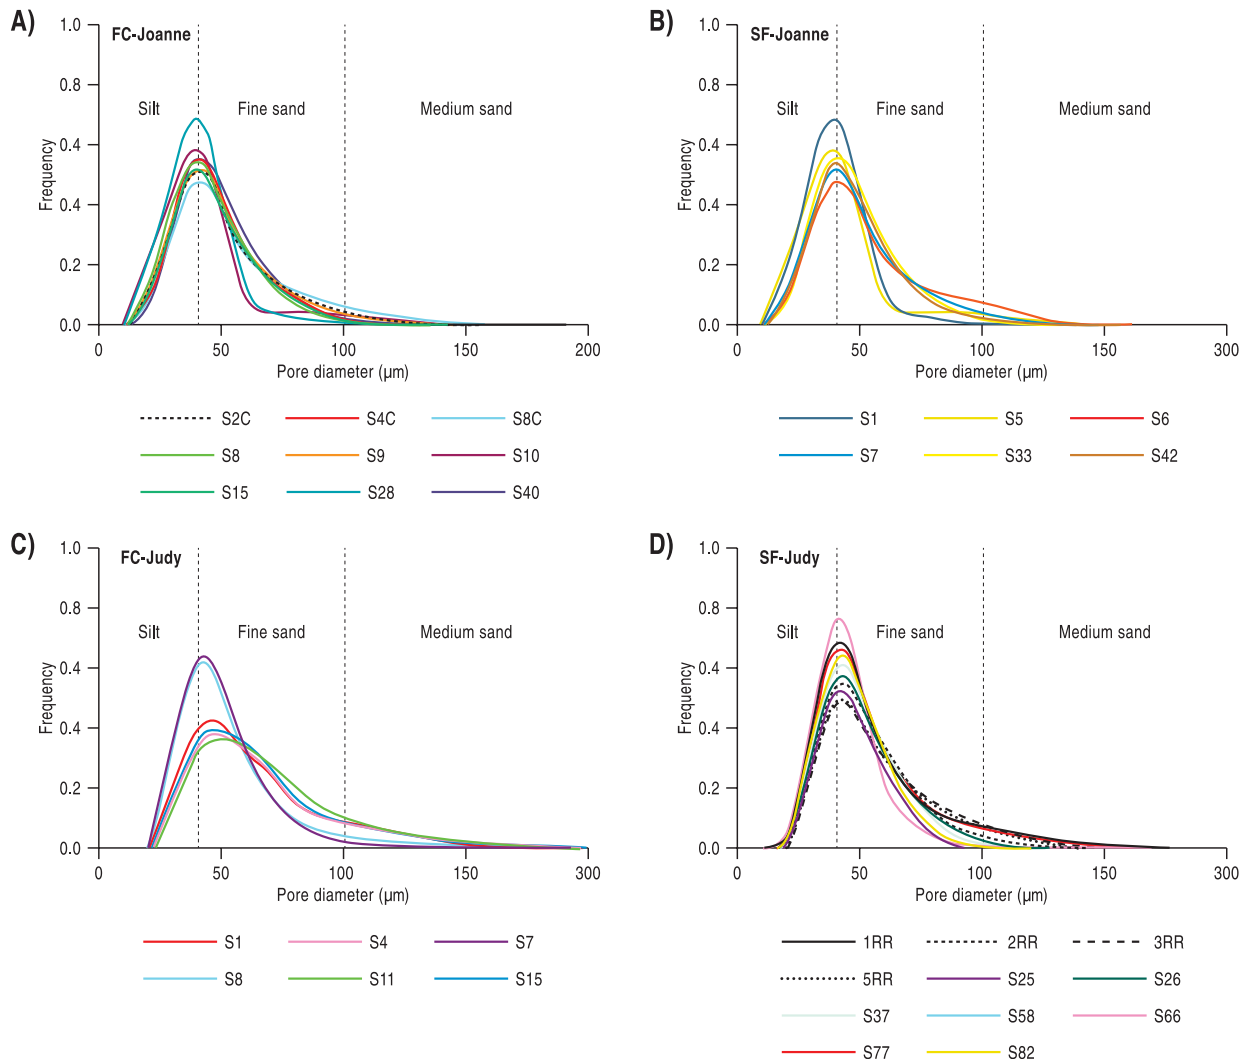 A)
FC-Joanne
1.0
0.8
0.6
0.4
0.2
0.0
Frequency
Silt Fine sand Medium sand
0 50 100 150 200
Pore diameter (µm)
S2C S4C S8C
S8 S9 S10
S15 S28 S40
B)
SF-Joanne
1.0
0.8
0.6
0.4
0.2
0.0
Frequency
Silt Fine sand Medium sand
0 50 100 150 300
Pore diameter (µm)
S1 S5 S6
S7 S33 S42
C)
FC-Judy
1.0
0.8
0.6
0.4
0.2
0.0
Frequency
Silt Fine sand Medium sand
0 50 100 150 300
Pore diameter (µm)
S1 S4 S7
S8 S11 S15
D)
SF-Judy
1.0
0.8
0.6
0.4
0.2
0.0
Frequency
Silt Fine sand Medium sand
0 50 100 150 300
Pore diameter (µm)
1RR 2RR 3RR
5RR S25 S26
S37 S58 S66
S77 S82